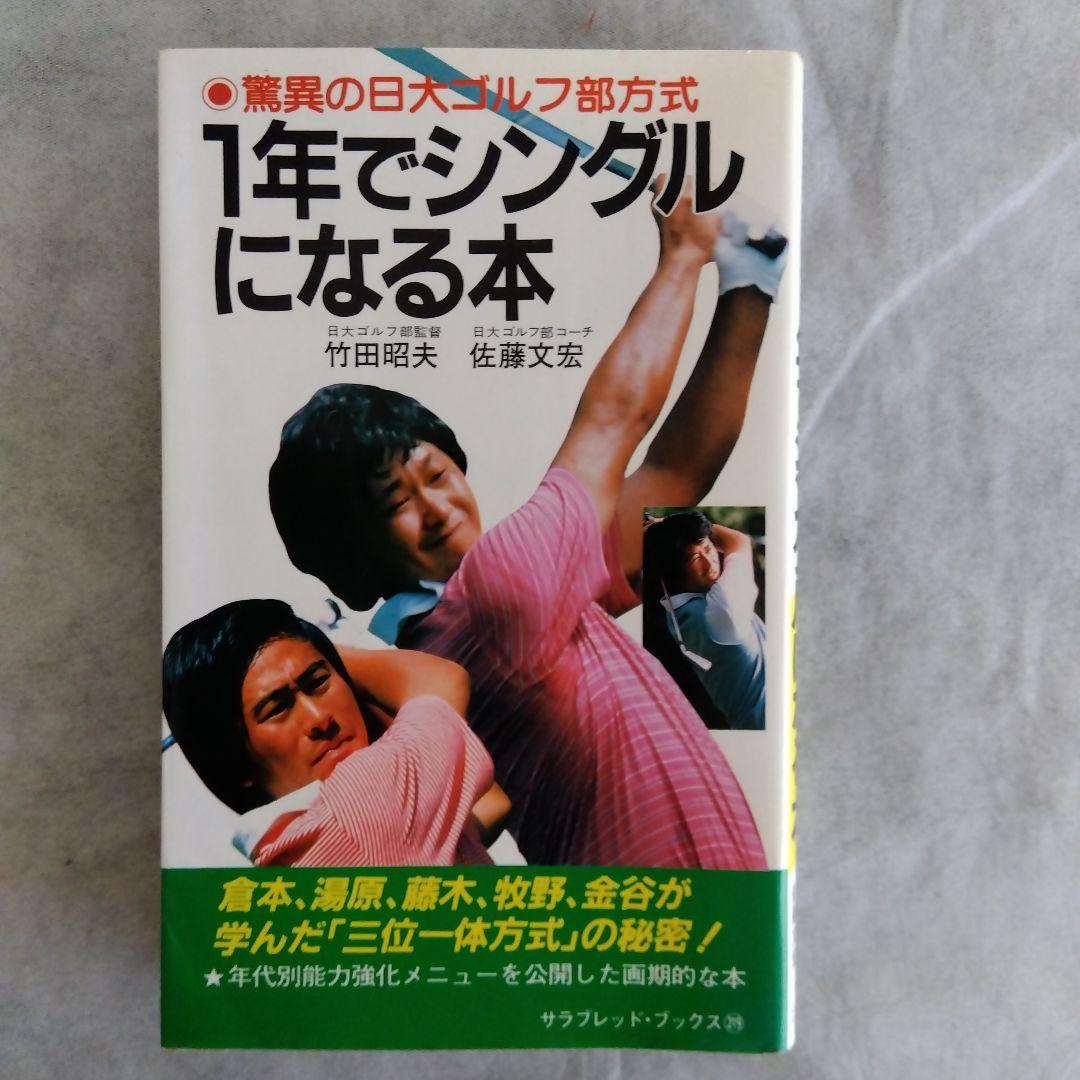 ◉驚異の日大ゴルフ部方式
1年でシングル
になる本
日大ゴルフ部監督 日大ゴルフ部コーチ
竹田昭夫 佐藤文宏
倉本、湯原、藤木、牧野、金谷が
学んだ「三位一体方式」の秘密!
★年代別能力強化メニューを公開した画期的な本
サラブレッド・ブックス